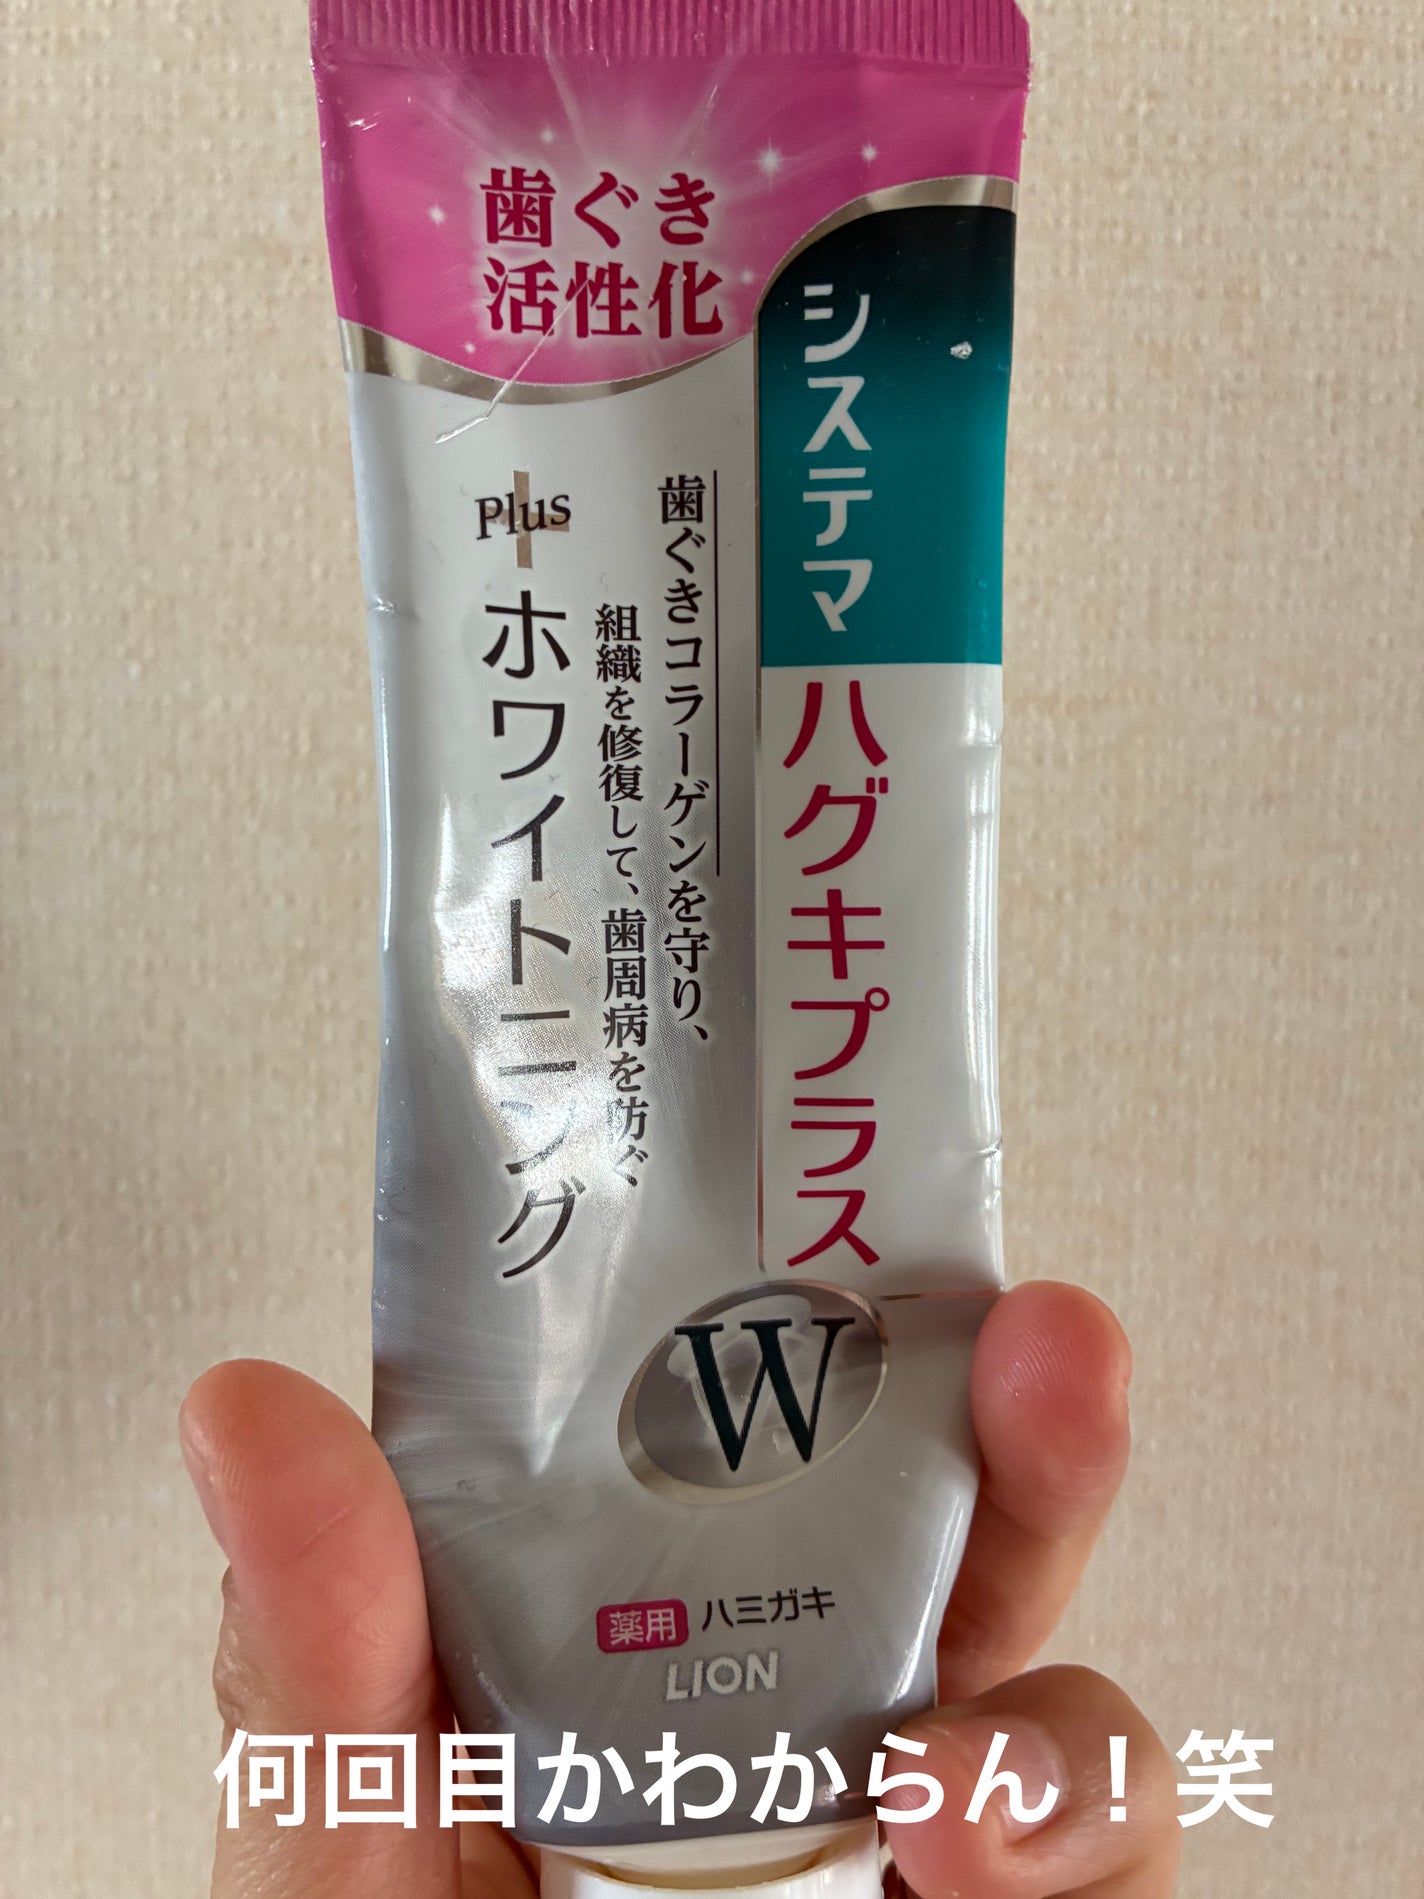 歯ぐき
活性化
システマ
ハグキプラス
W
歯ぐきコラーゲンを守り、
組織を修復して、歯周病を防ぐ
Plus
ホワイトニング
薬用 ハミガキ
LION
何回目かわからん！笑